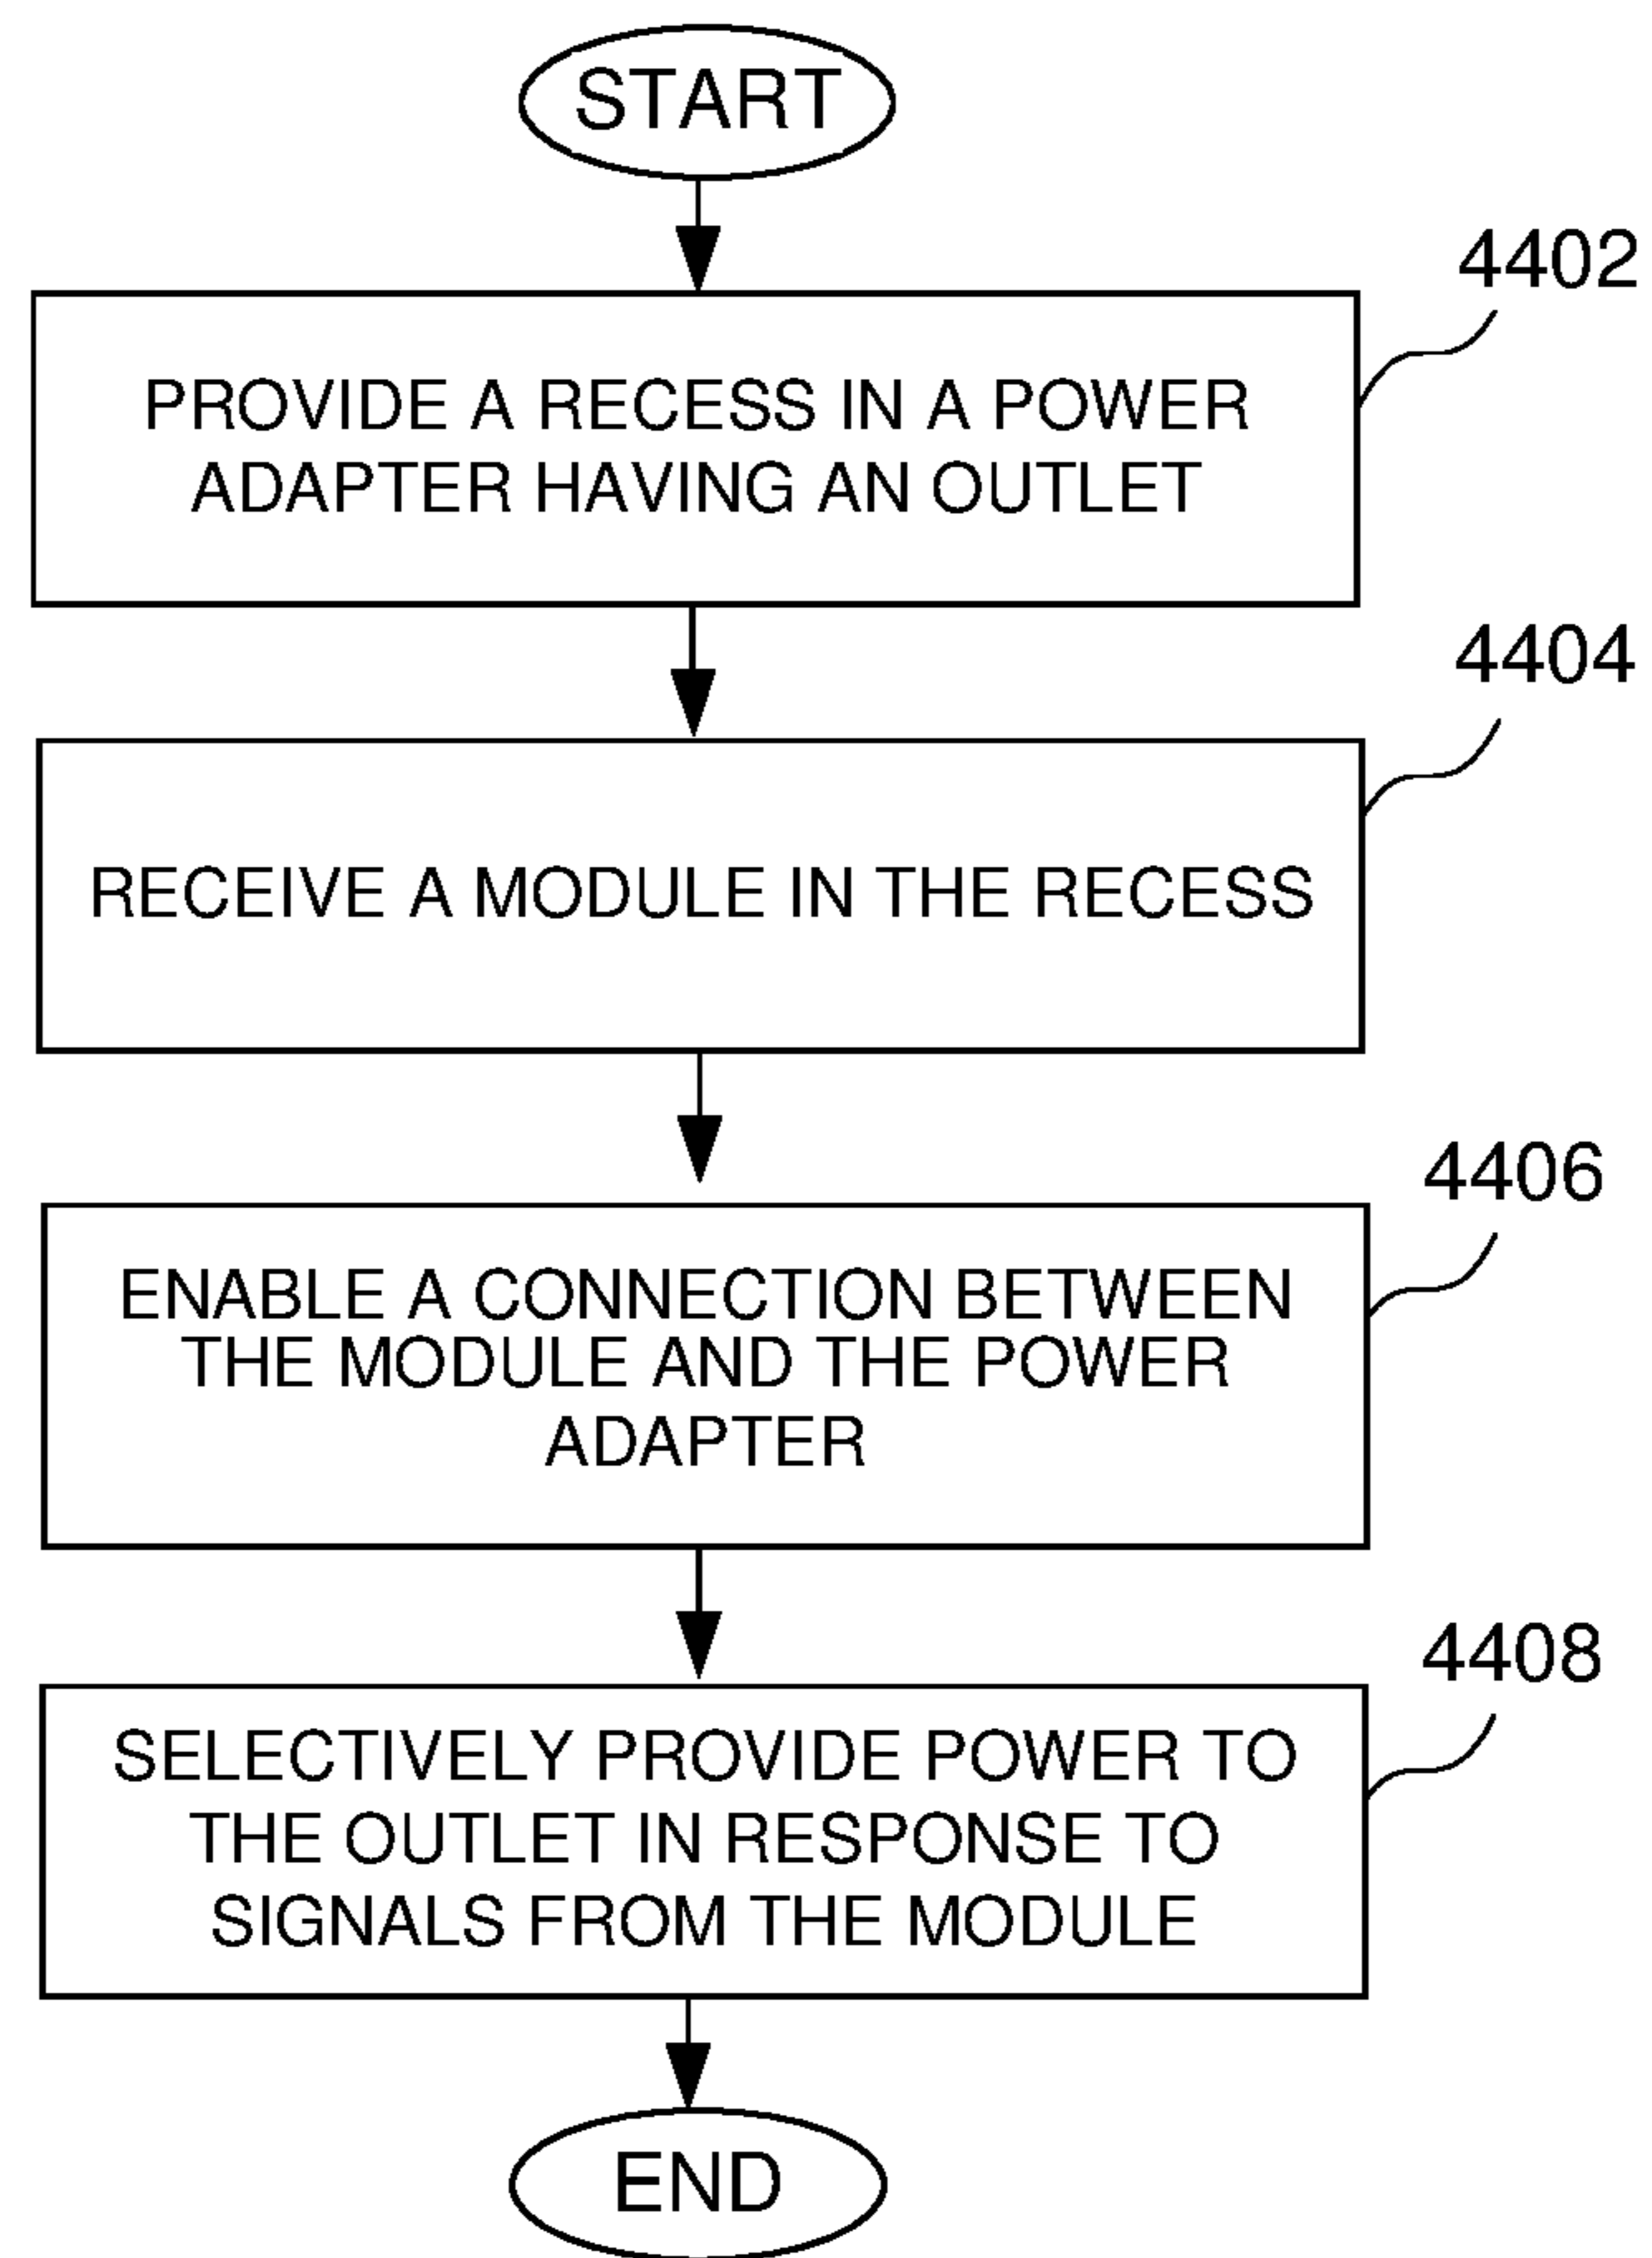 START
4402
PROVIDE A RECESS IN A POWER
ADAPTER HAVING AN OUTLET
4404
RECEIVE A MODULE IN THE RECESS
4406
ENABLE A CONNECTION BETWEEN
THE MODULE AND THE POWER
ADAPTER
4408
SELECTIVELY PROVIDE POWER TO
THE OUTLET IN RESPONSE TO
SIGNALS FROM THE MODULE
END